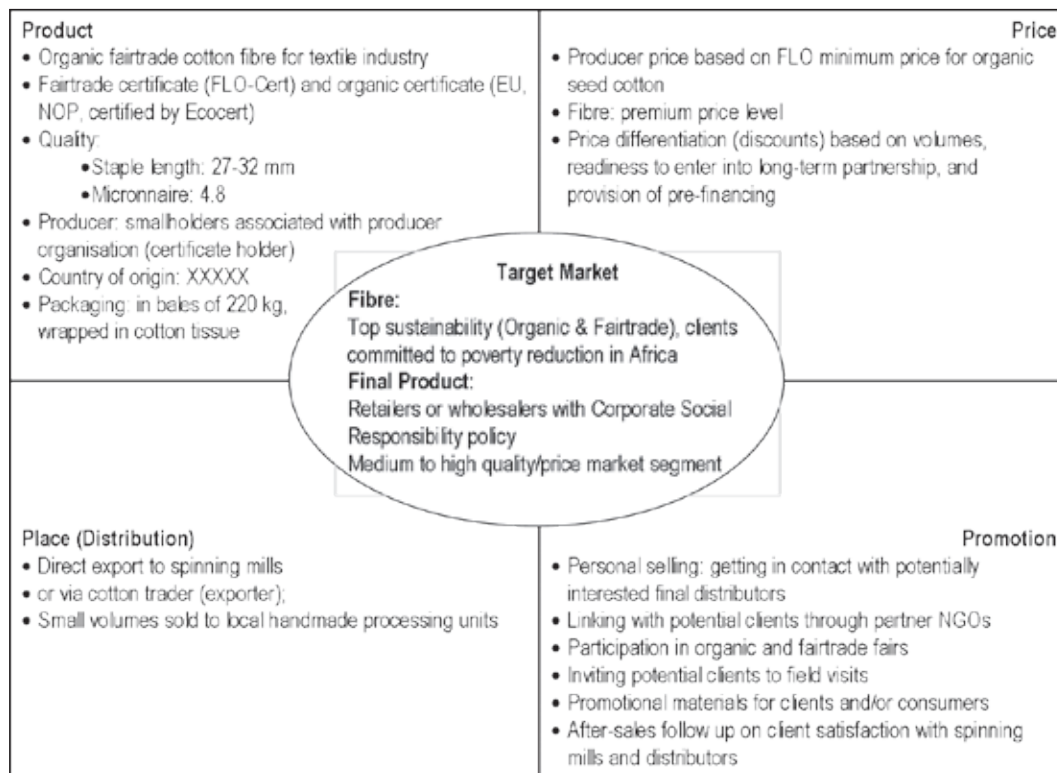 Product
• Organic fairtrade cotton fibre for textile industry
• Fairtrade certificate (FLO-Cert) and organic certificate (EU,
NOP, certified by Ecocert)
• Quality:
• Staple length: 27-32 mm
• Micronnaire: 4.8
• Producer: smallholders associated with producer
organisation (certificate holder)
• Country of origin: XXXXX
• Packaging: in bales of 220 kg,
wrapped in cotton tissue
Price
• Producer price based on FLO minimum price for organic
seed cotton
• Fibre: premium price level
• Price differentiation (discounts) based on volumes,
readiness to enter into long-term partnership, and
provision of pre-financing
Target Market
Fibre:
Top sustainability (Organic & Fairtrade), clients
committed to poverty reduction in Africa
Final Product:
Retailers or wholesalers with Corporate Social
Responsibility policy
Medium to high quality/price market segment
Place (Distribution)
• Direct export to spinning mills
• or via cotton trader (exporter);
• Small volumes sold to local handmade processing units
Promotion
• Personal selling: getting in contact with potentially
interested final distributors
• Linking with potential clients through partner NGOs
• Participation in organic and fairtrade fairs
• Inviting potential clients to field visits
• Promotional materials for clients and/or consumers
• After-sales follow up on client satisfaction with spinning
mills and distributors